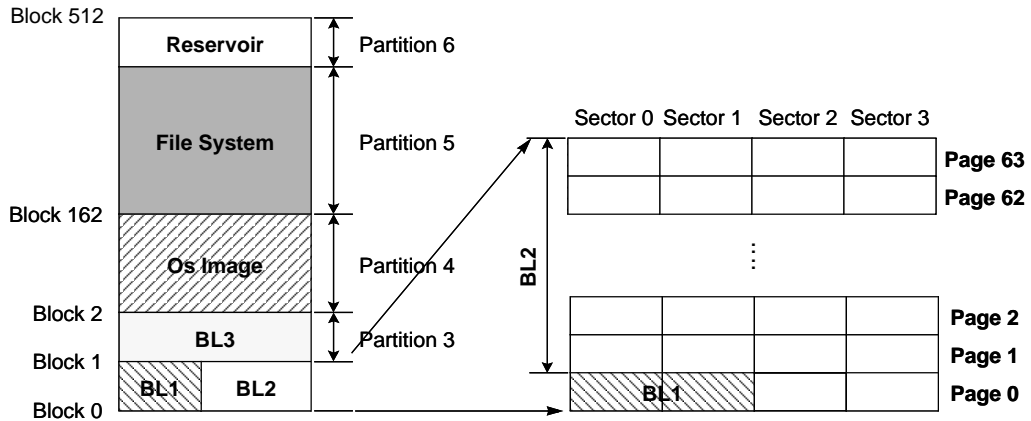 Block 512
Reservoir
Partition 6
File System
Partition 5
Block 162
Os Image
Partition 4
Block 2
BL3
Partition 3
Block 1
BL1
BL2
Block 0
Sector 0 Sector 1 Sector 2 Sector 3
Page 63
Page 62
BL2
Page 2
Page 1
BL1
Page 0